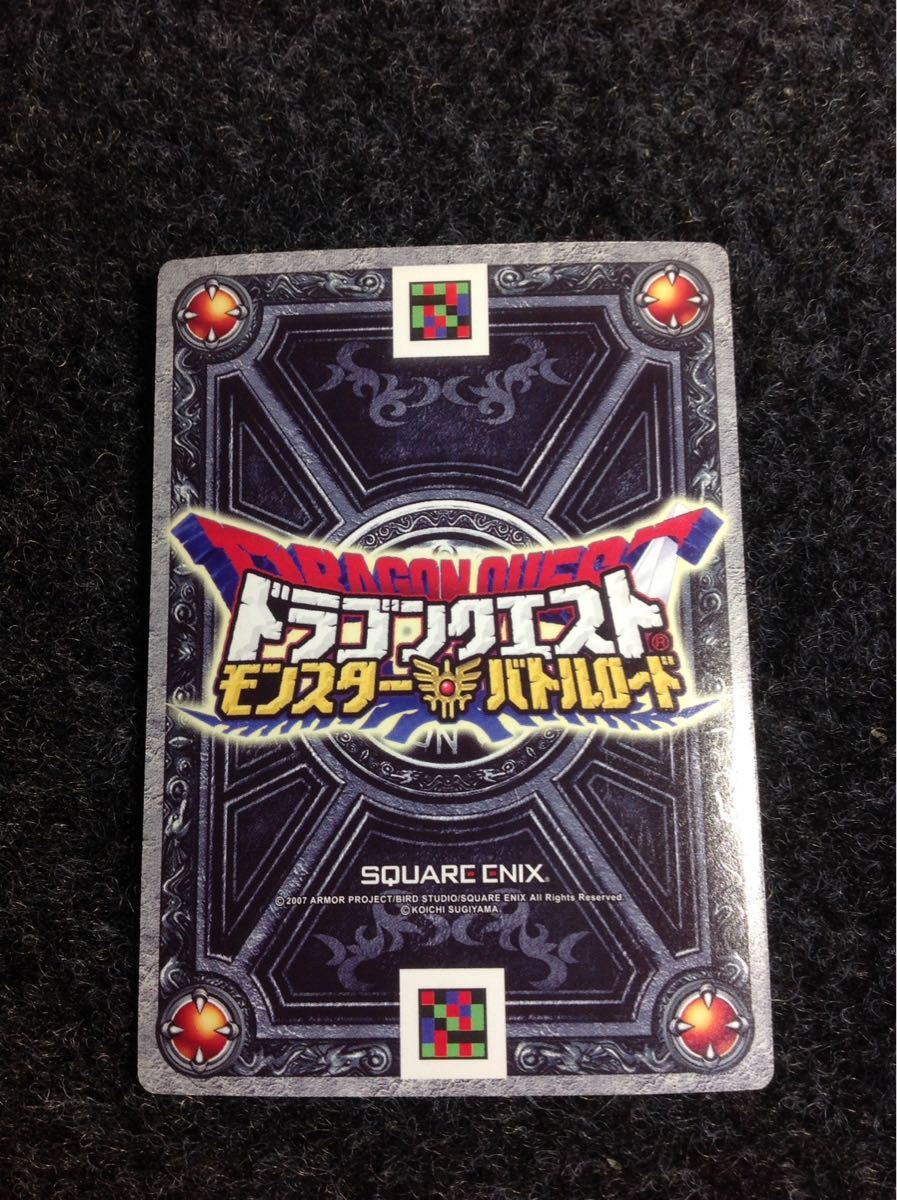 DRAGON QUEST
ドラゴンクエスト®
モンスターバトルロード
SQUARE ENIX®
©2007 ARMOR PROJECT/BIRD STUDIO/SQUARE ENIX All Rights Reserved.
©KOICHI SUGIYAMA